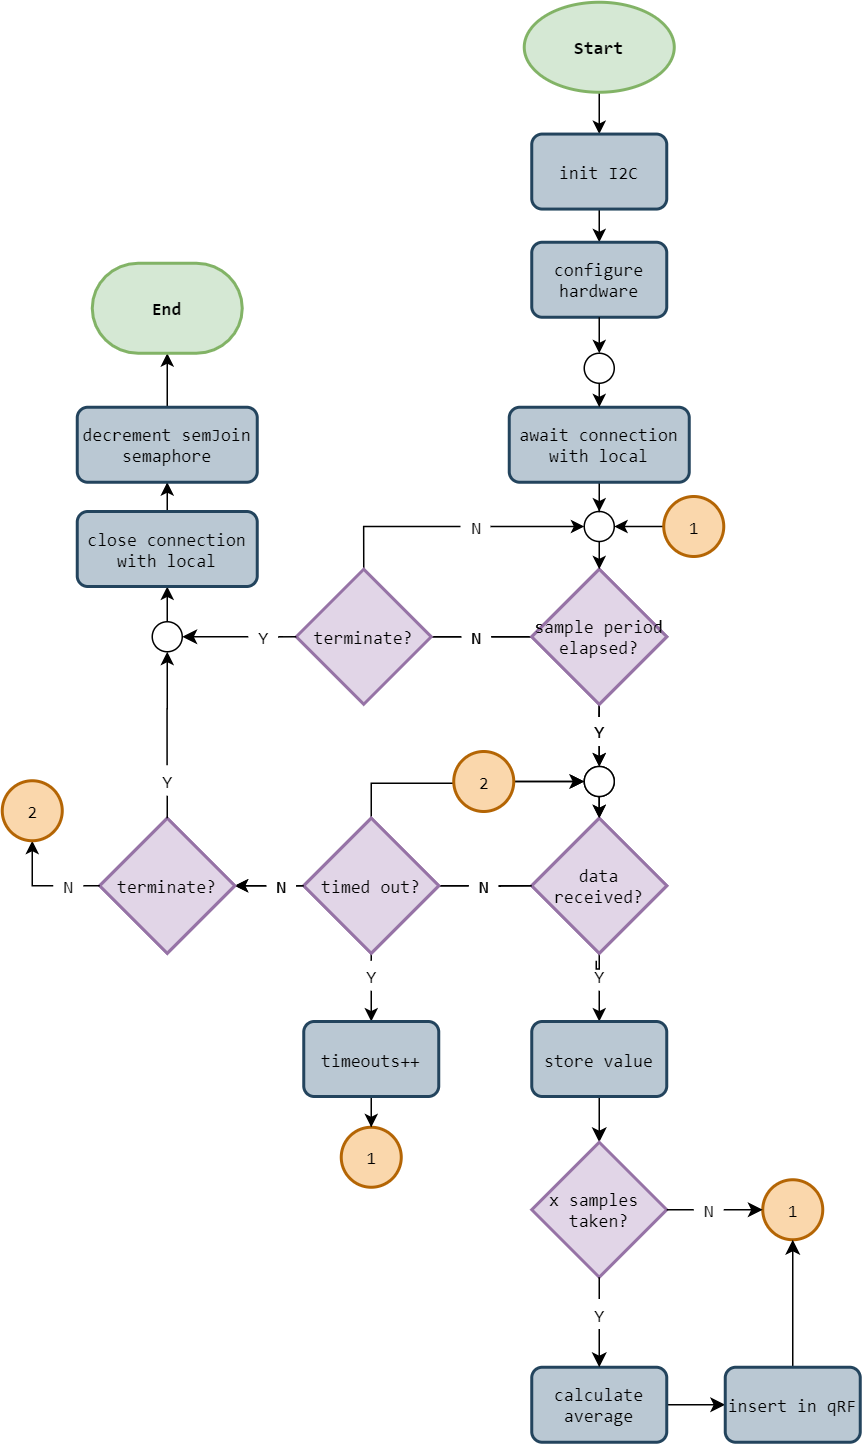 Start
init I2C
configure
hardware
End
decrement semJoin
semaphore
await connection
with local
close connection
with local
N
1
Y
terminate?
N
sample period
elapsed?
Y
2
Y
2
N
terminate?
N
timed out?
N
data
received?
Y
Y
timeouts++
store value
1
x samples
taken?
N
1
Y
calculate
average
insert in qRF